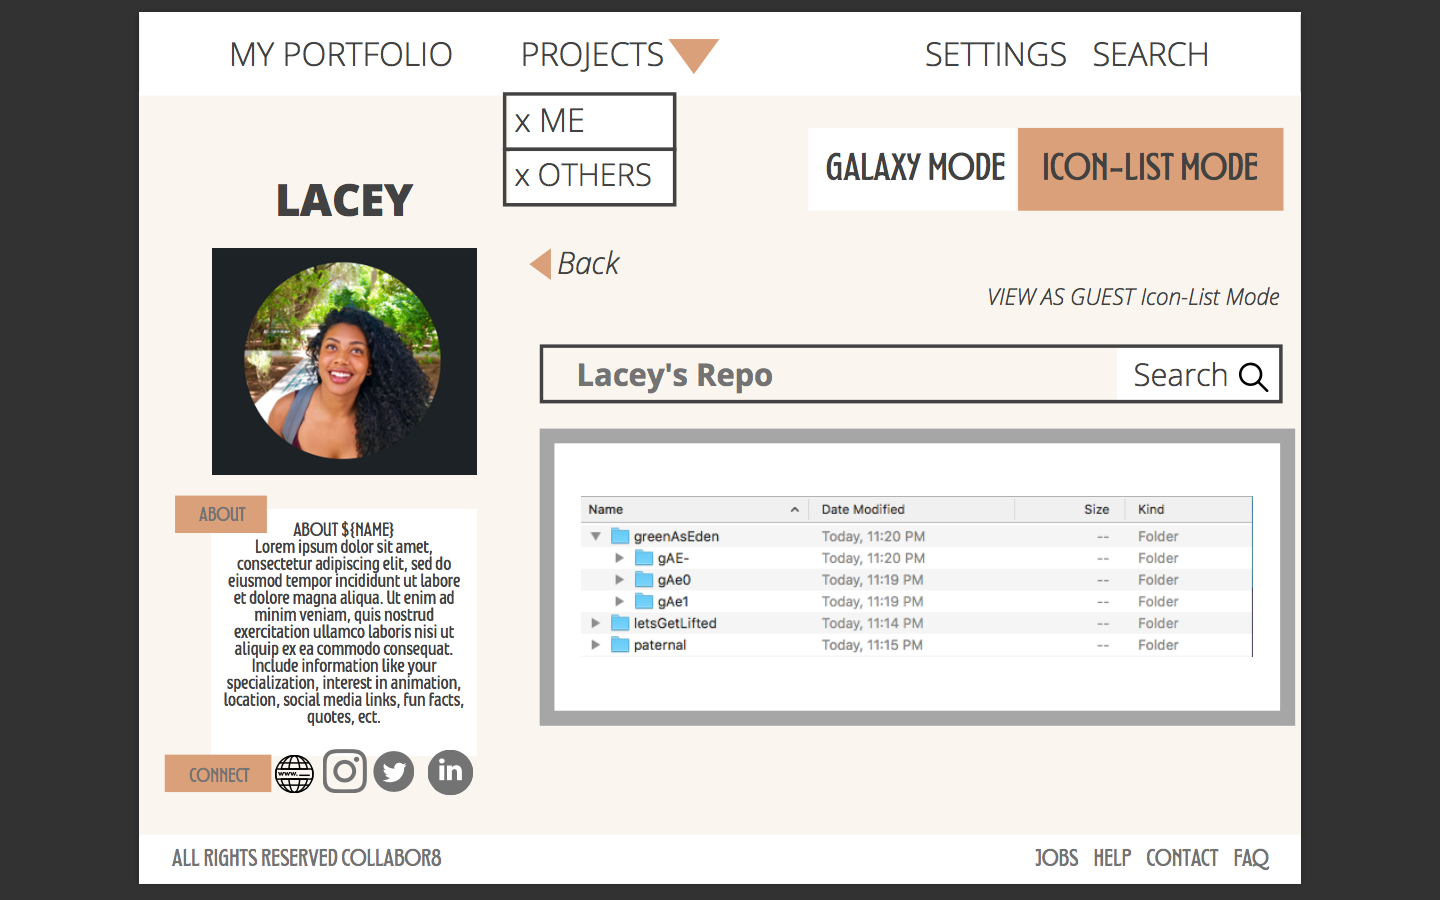 MY PORTFOLIO PROJECTS SETTINGS SEARCH
x ME
x OTHERS
GALAXY MODE ICON-LIST MODE
LACEY
Back
VIEW AS GUEST Icon-List Mode
Lacey's Repo Search
Name Date Modified Size Kind
greenAsEden Today, 11:20 PM -- Folder
gAE- Today, 11:20 PM -- Folder
gAe0 Today, 11:19 PM -- Folder
gAe1 Today, 11:19 PM -- Folder
letsGetLifted Today, 11:14 PM -- Folder
paternal Today, 11:15 PM -- Folder
ABOUT
ABOUT ${NAME}
Lorem ipsum dolor sit amet,
consectetur adipiscing elit, sed do
eiusmod tempor incididunt ut labore
et dolore magna aliqua. Ut enim ad
minim veniam, quis nostrud
exercitation ullamco laboris nisi ut
aliquip ex ea commodo consequat.
Include information like your
specialization, interest in animation,
location, social media links, fun facts,
quotes, ect.
CONNECT www. in
ALL RIGHTS RESERVED COLLABOR8 JOBS HELP CONTACT FAQ